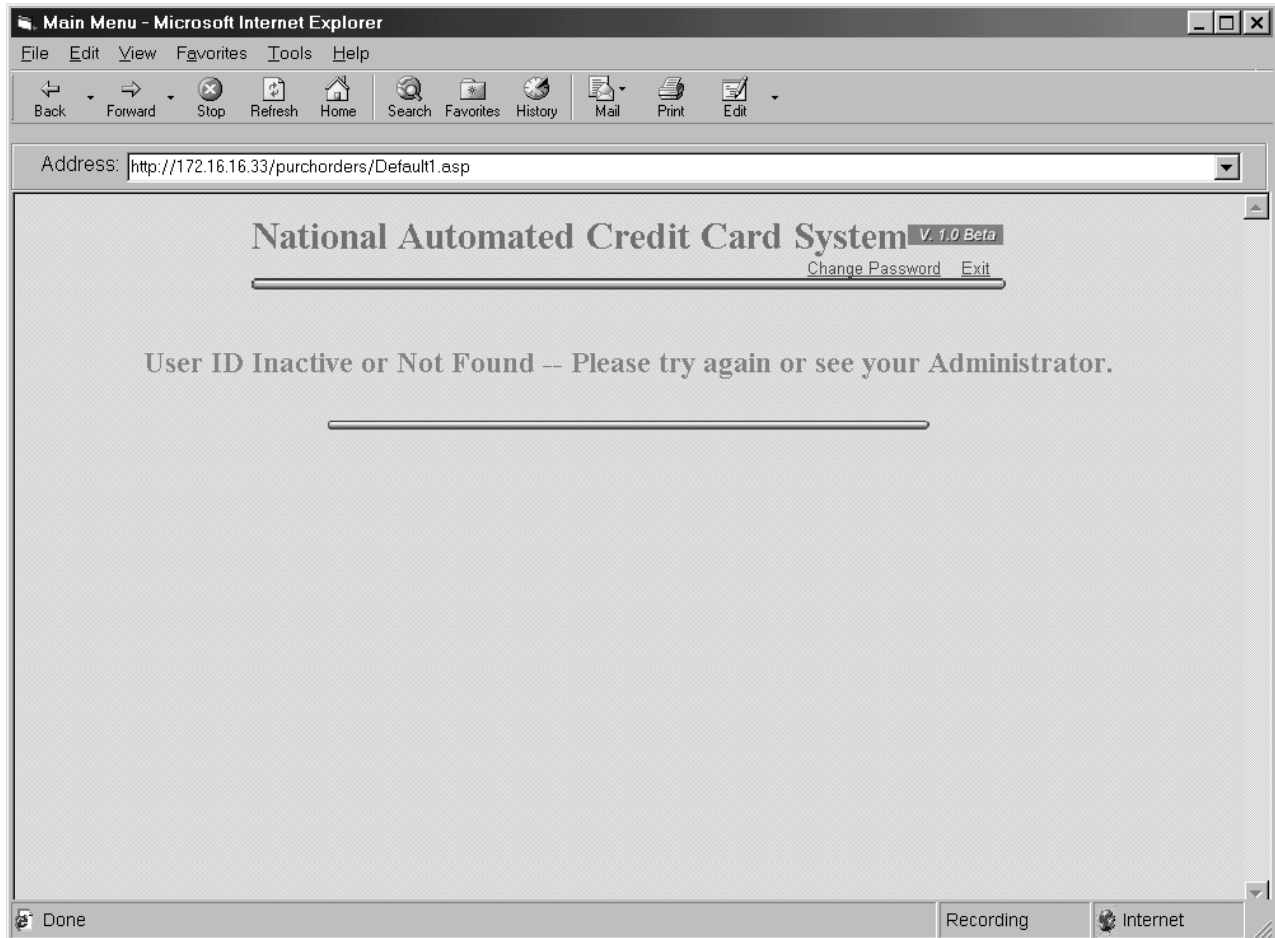 Main Menu - Microsoft Internet Explorer
File Edit View Favorites Tools Help
Back Forward Stop Refresh Home Search Favorites History Mail Print Edit
Address: http://172.16.16.33/purchorders/Default1.asp
National Automated Credit Card System V. 1.0 Beta
Change Password Exit
User ID Inactive or Not Found -- Please try again or see your Administrator.
Done Recording Internet